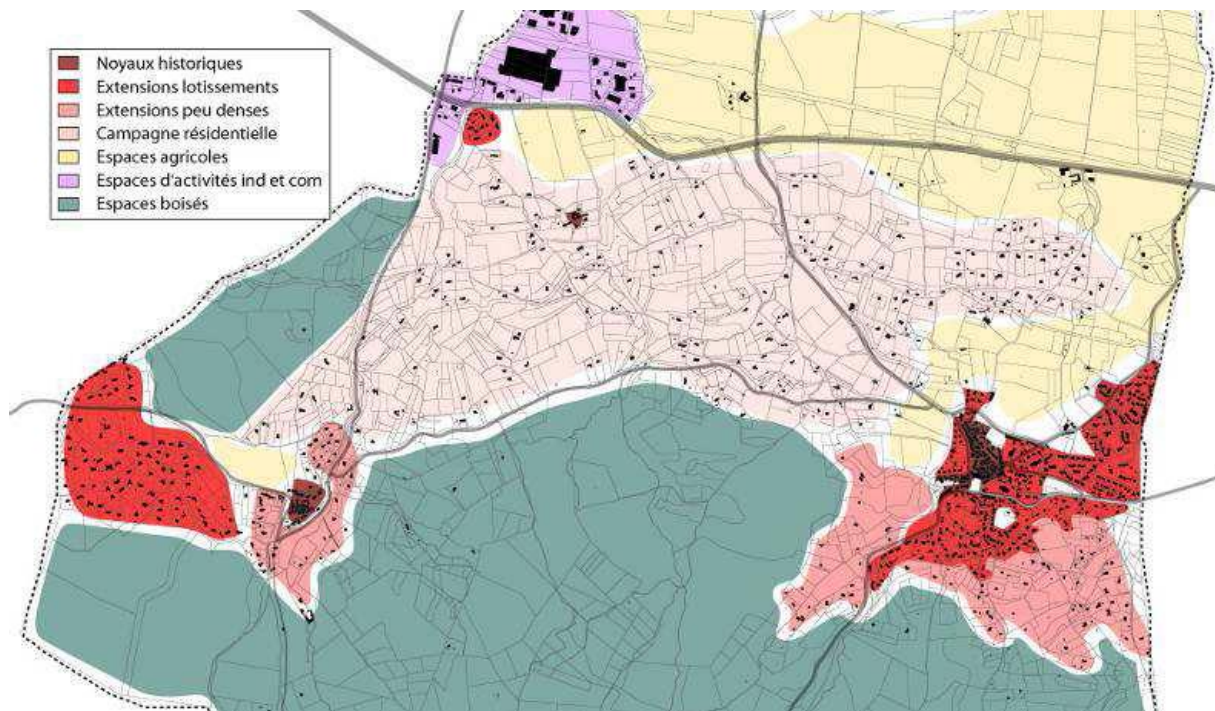 Noyaux historiques
Extensions lotissements
Extensions peu denses
Campagne résidentielle
Espaces agricoles
Espaces d'activités ind et com
Espaces boisés